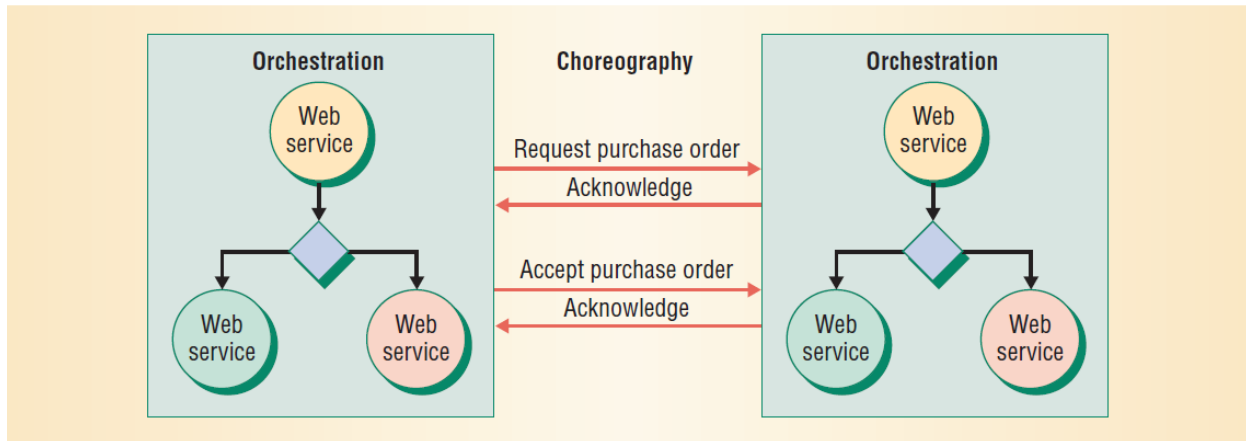 Orchestration
Web
service
Web
service
Web
service
Choreography
Request purchase order
Acknowledge
Accept purchase order
Acknowledge
Orchestration
Web
service
Web
service
Web
service